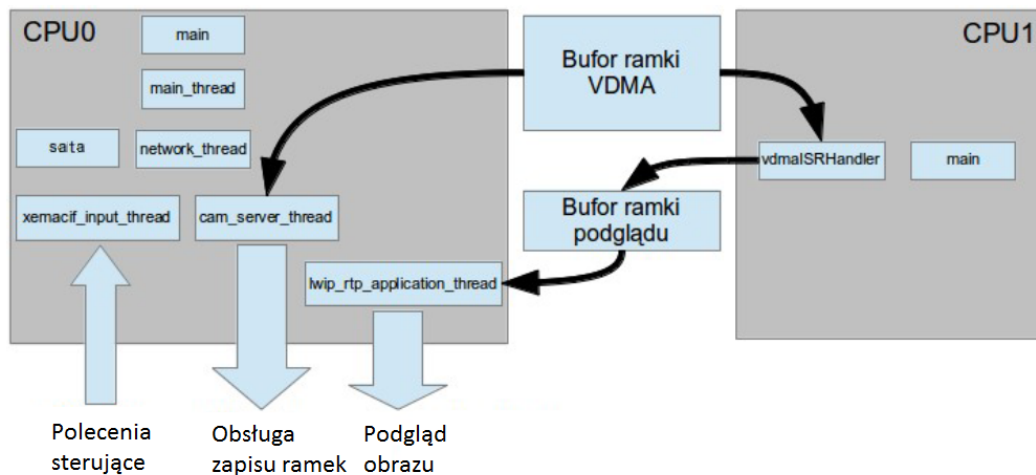 CPU0
main
main_thread
sata
network_thread
xemacif_input_thread
cam_server_thread
lwip_rtp_application_thread
Bufor ramki
VDMA
Bufor ramki
podglądu
CPU1
vdmaISRHandler
main
Polecenia
sterujące
Obsługa
zapisu ramek
Podgląd
obrazu